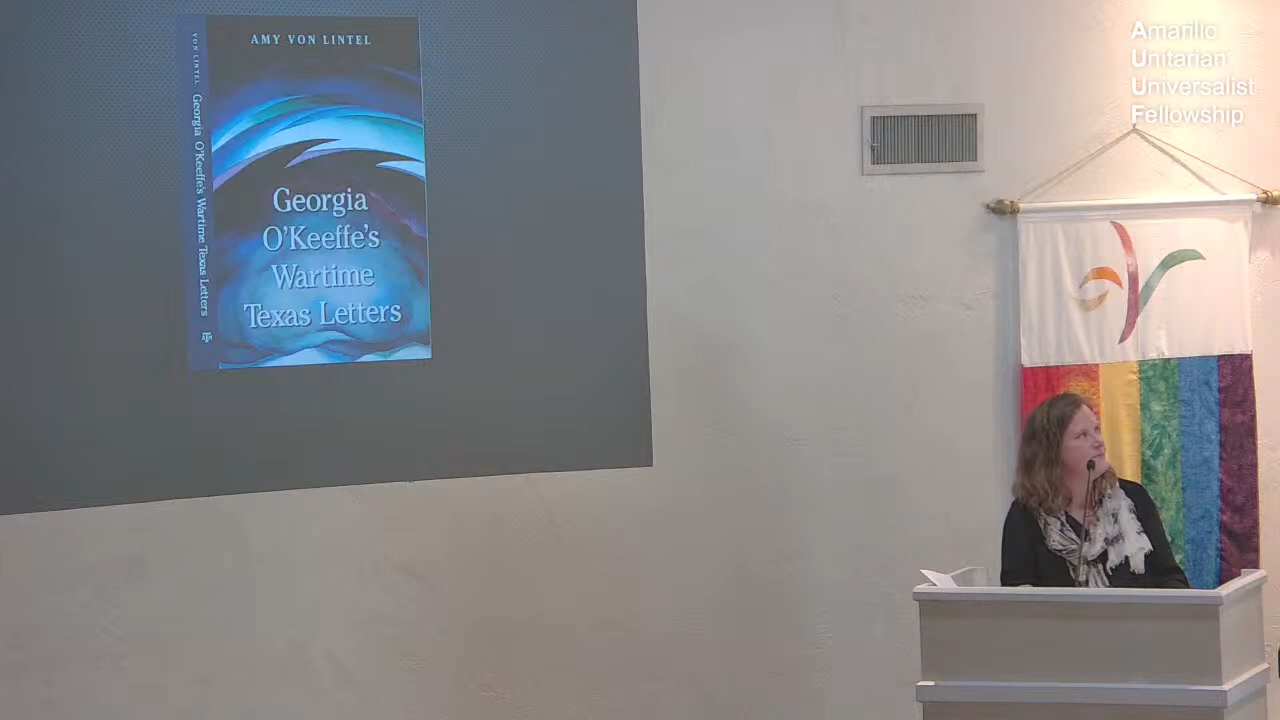 AMY VON LINTEL
Georgia
O'Keeffe's
Wartime
Texas Letters
VON LINTEL Georgia O'Keeffe's Wartime Texas Letters
Amarillo
Unitarian
Universalist
Fellowship